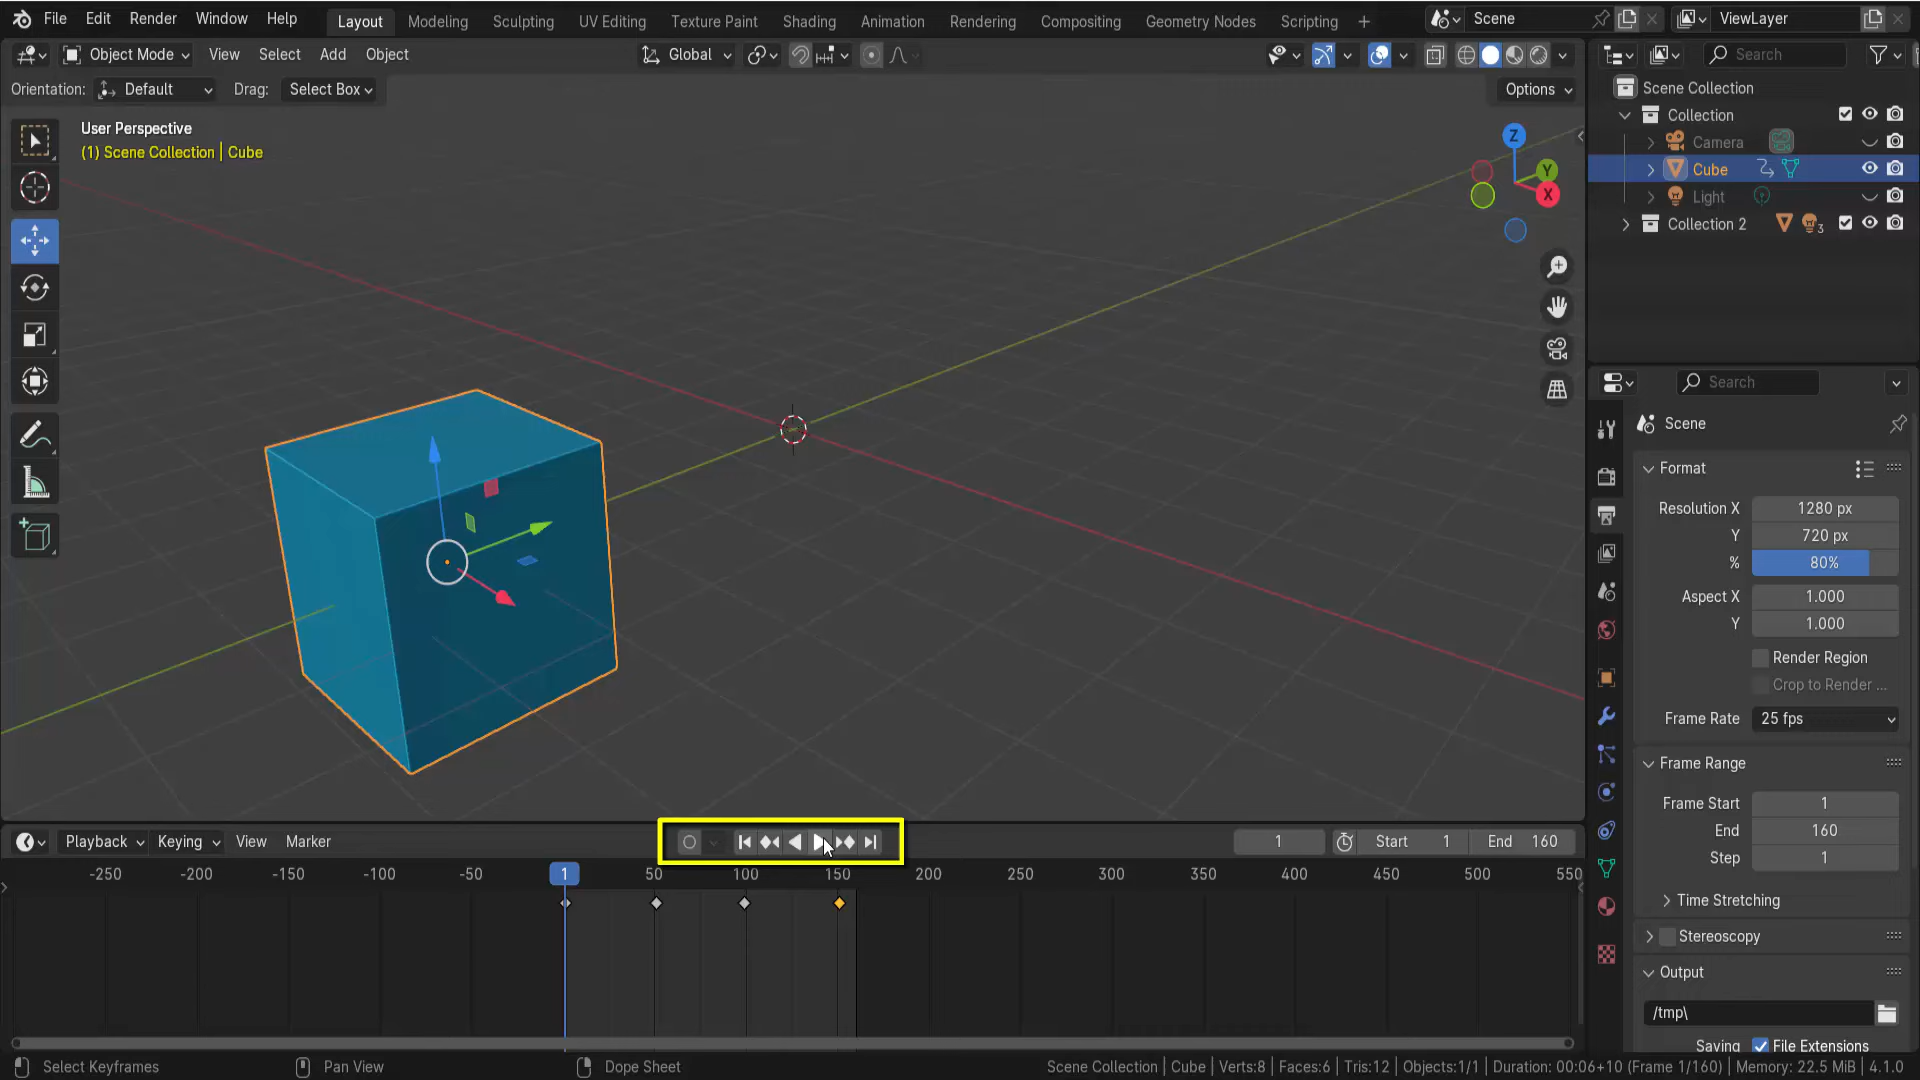 File Edit Render Window Help Layout Modeling Sculpting UV Editing Texture Paint Shading Animation Rendering Compositing Geometry Nodes Scripting + Scene ViewLayer
Object Mode View Select Add Object Global Search
Orientation: Default Drag: Select Box Options
User Perspective
(1) Scene Collection | Cube
Z
Y
X
Scene Collection
Collection
Camera
Cube
Light
Collection 2 3
Search
Scene
Format
Resolution X 1280 px
Y 720 px
% 80%
Aspect X 1.000
Y 1.000
Render Region
Crop to Render ...
Frame Rate 25 fps
Frame Range
Frame Start 1
End 160
Step 1
Time Stretching
Stereoscopy
Output
/tmp\
Saving File Extensions
Playback Keying View Marker 1 Start 1 End 160
-250 -200 -150 -100 -50 1 50 100 150 200 250 300 350 400 450 500 550
Select Keyframes Pan View Dope Sheet Scene Collection | Cube | Verts:8 | Faces:6 | Tris:12 | Objects:1/1 | Duration: 00:06+10 (Frame 1/160) | Memory: 22.5 MiB | 4.1.0